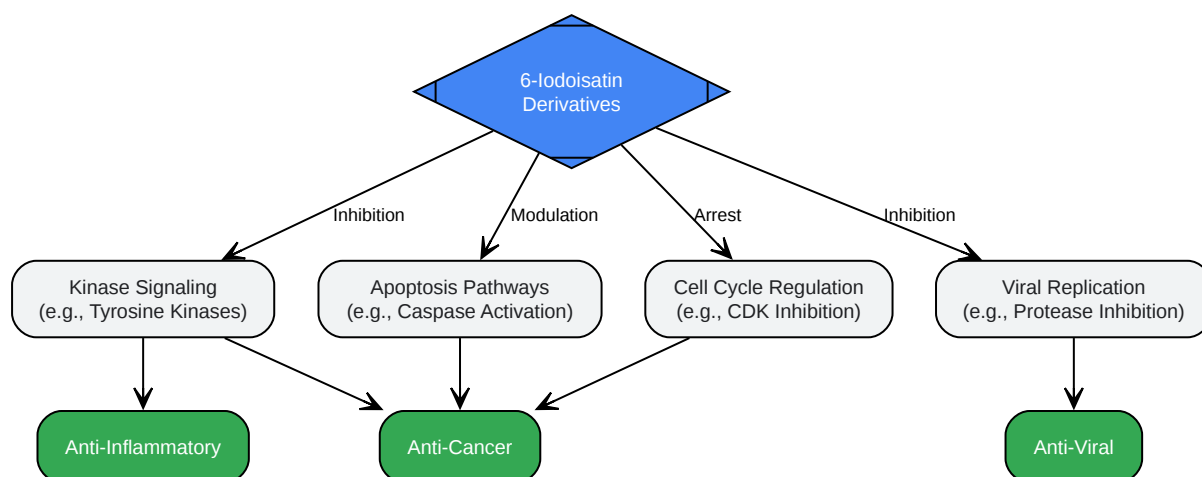 6-Iodoisatin
Derivatives
Inhibition
Modulation
Arrest
Inhibition
Kinase Signaling
(e.g., Tyrosine Kinases)
Apoptosis Pathways
(e.g., Caspase Activation)
Cell Cycle Regulation
(e.g., CDK Inhibition)
Viral Replication
(e.g., Protease Inhibition)
Anti-Inflammatory
Anti-Cancer
Anti-Viral